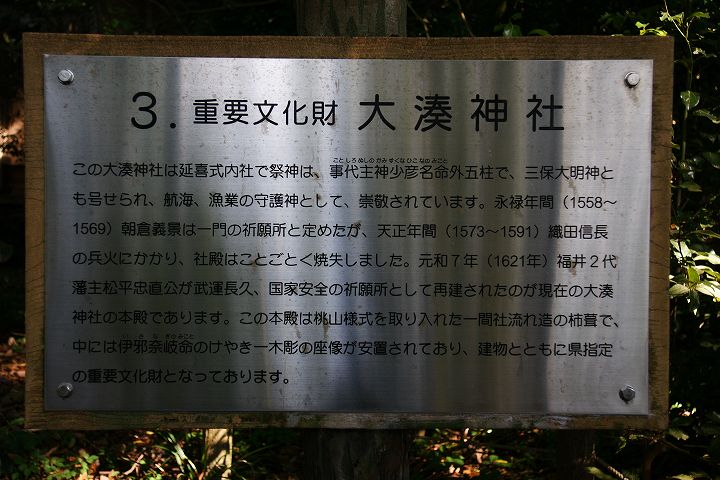 3. 重要文化財 大湊神社
この大湊神社は延喜式内社で祭神は、事代主神少彦名命外五柱で、三保大明神と
も号せられ、航海、漁業の守護神として、崇敬されています。永禄年間（1558～
1569）朝倉義景は一門の祈願所と定めたが、天正年間（1573～1591）織田信長
の兵火にかかり、社殿はことごとく焼失しました。元和７年（1621年）福井２代
藩主松平忠直公が武運長久、国家安全の祈願所として再建されたのが現在の大湊
神社の本殿であります。この本殿は桃山様式を取り入れた一間社流れ造の柿葺で、
中には伊邪奈岐命のけやき一木彫の座像が安置されており、建物とともに県指定
の重要文化財となっております。